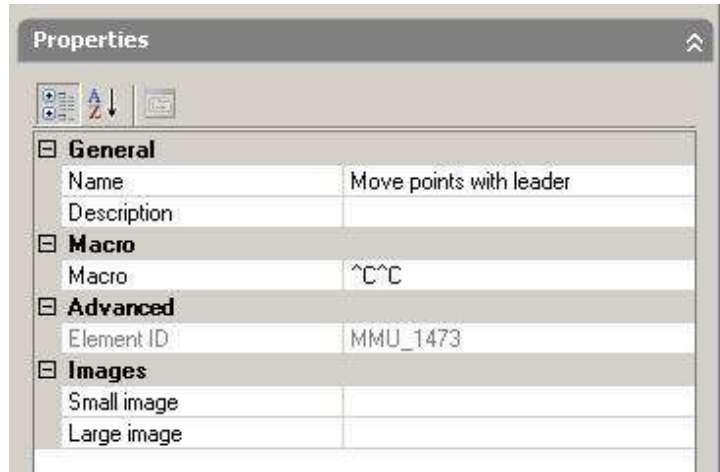 Properties
General
Name Move points with leader
Description
Macro
Macro ^C^C
Advanced
Element ID MMU_1473
Images
Small image
Large image